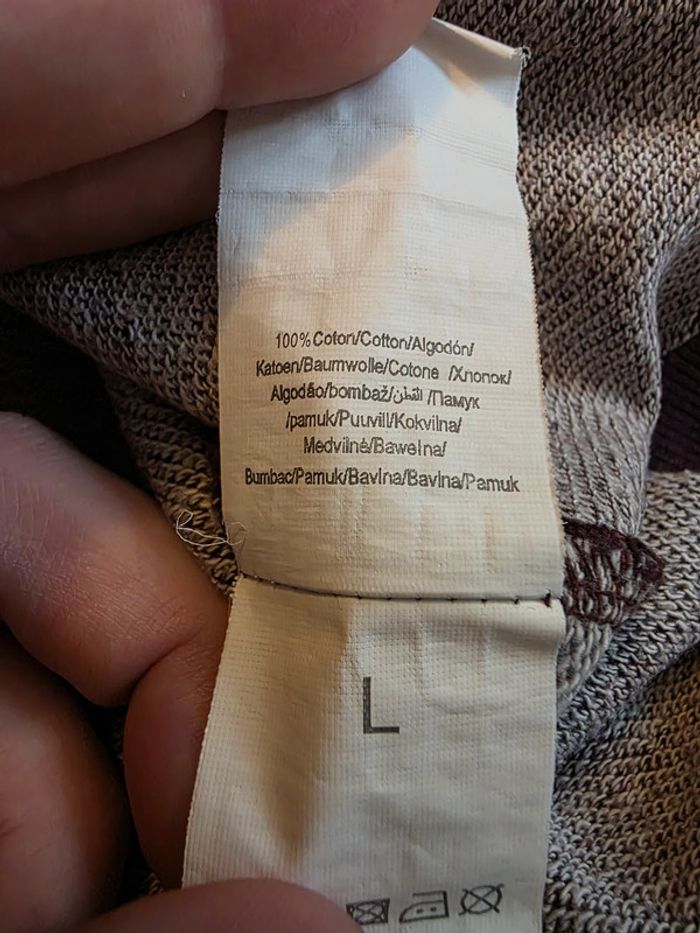 100% Coton/Cotton/Algodón/
Katoen/Baumwolle/Cotone /Хлопок/
Algodão/bombaž/القطن /Памук
/pamuk/Puuvill/Kokvilna/
Medvilnė/Bawełna/
Bumbac/Pamuk/Bavlna/Bavlna/Pamuk
L